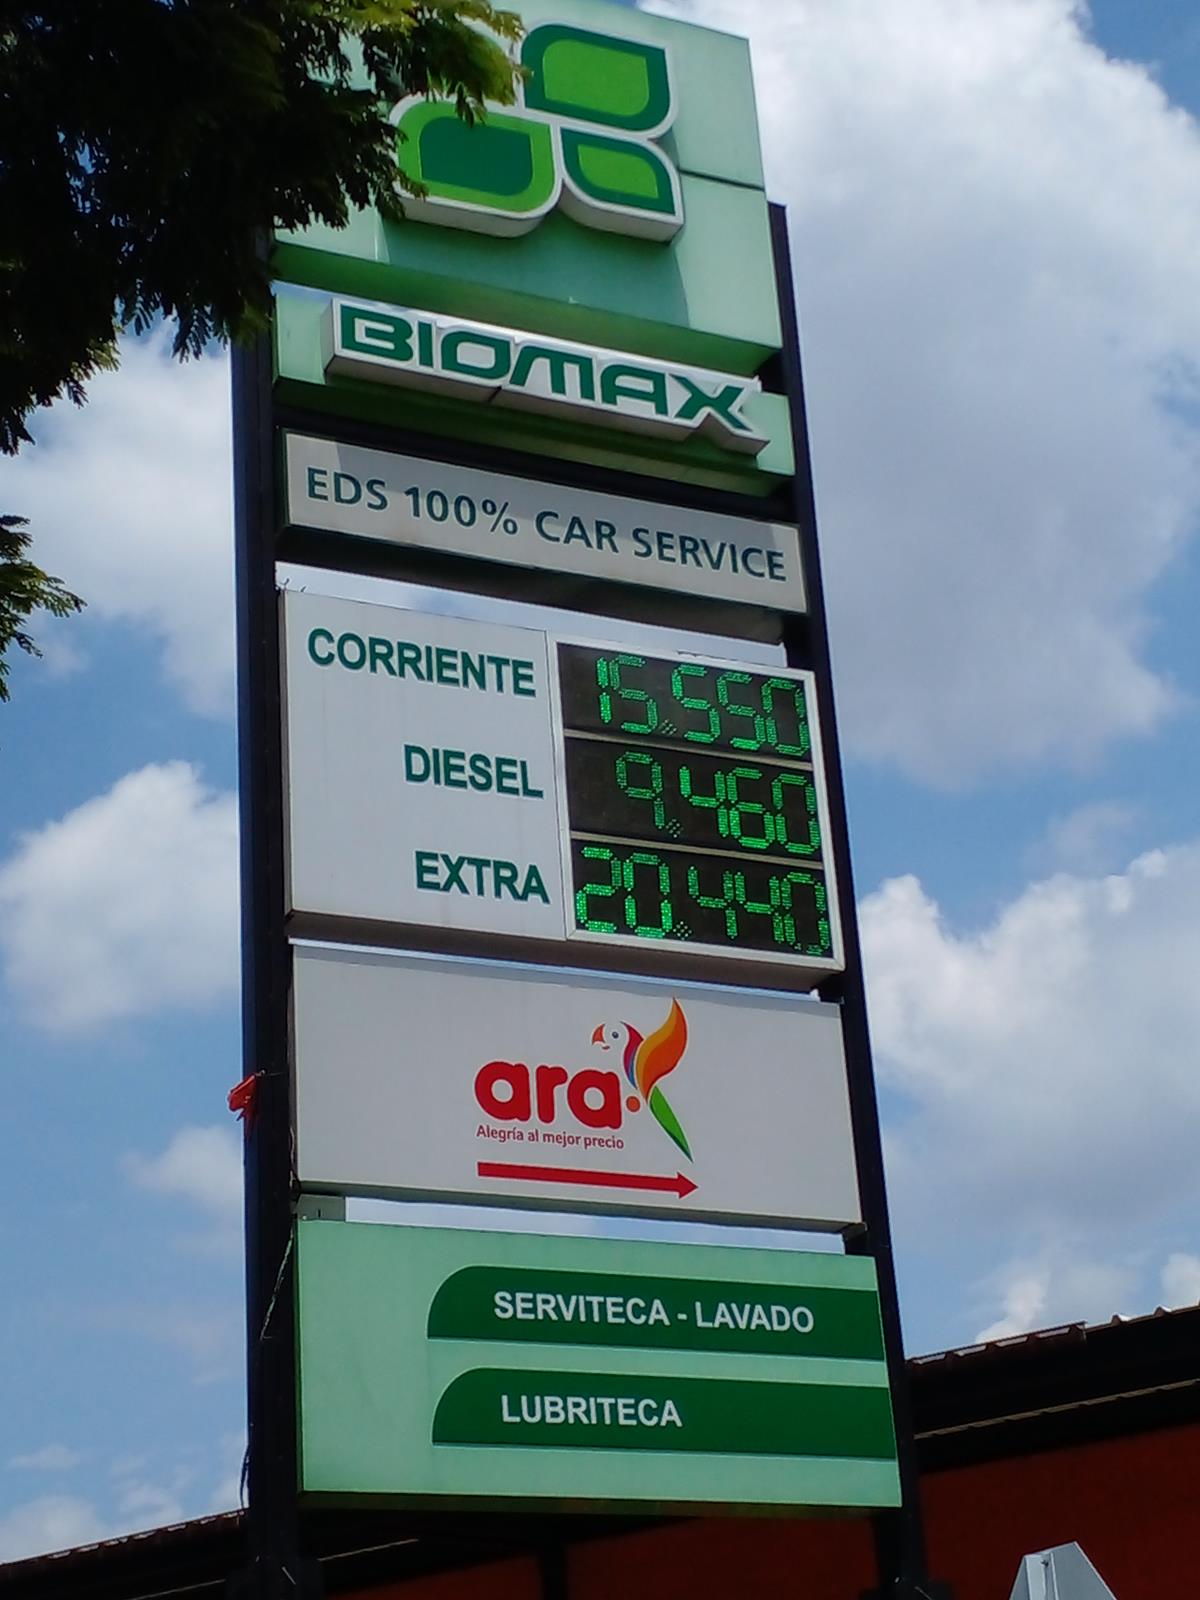 BIOMAX
EDS 100% CAR SERVICE
CORRIENTE 15,550
DIESEL 9,460
EXTRA 20,440
ara
Alegría al mejor precio
SERVITECA - LAVADO
LUBRITECA